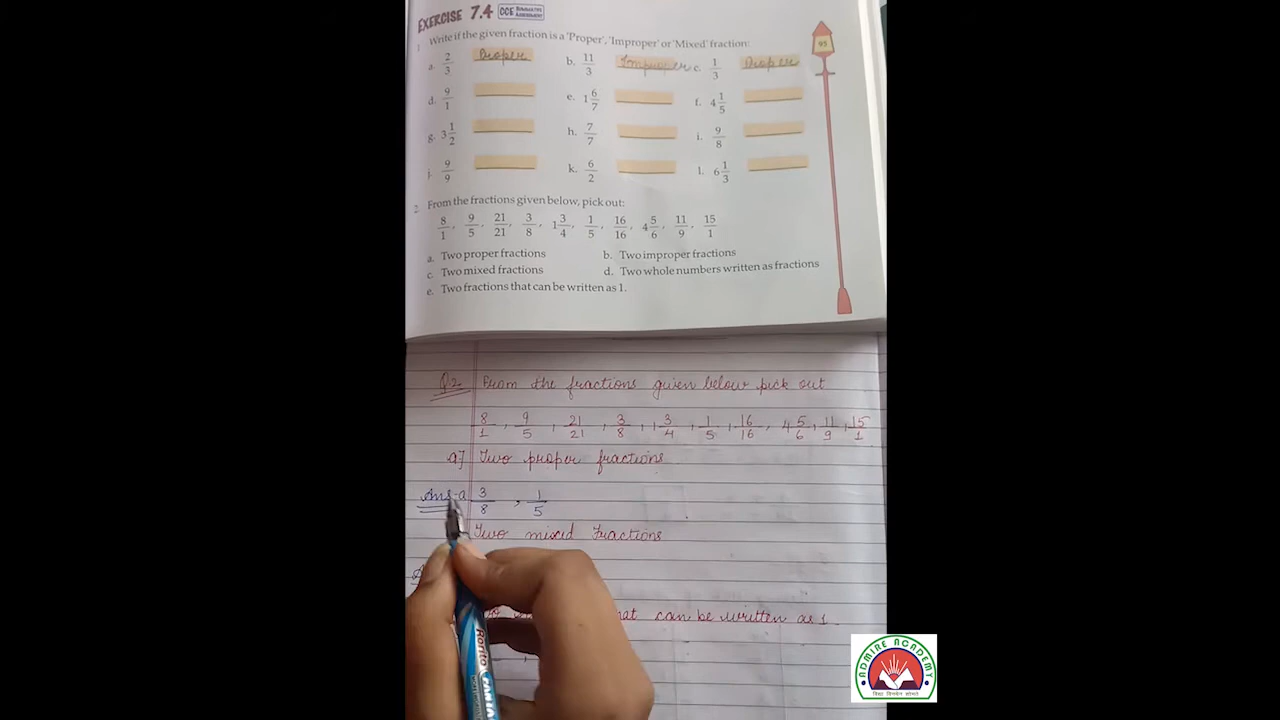 EXERCISE 7.4 CCE SUMMATIVE ASSESSMENT
1. Write if the given fraction is a 'Proper', 'Improper' or 'Mixed' fraction:
a. 2/3 Proper b. 11/3 Improper c. 1/3 Proper
d. 9/1 e. 1 6/7 f. 4 1/5
g. 3 1/2 h. 7/7 i. 9/8
j. 9/9 k. 6/2 l. 6 1/3
93
2. From the fractions given below, pick out:
8/1, 9/5, 21/21, 3/8, 1 3/4, 1/5, 16/16, 4 5/6, 11/9, 15/1
a. Two proper fractions b. Two improper fractions
c. Two mixed fractions d. Two whole numbers written as fractions
e. Two fractions that can be written as 1.
Q2 From the fractions given below pick out
8/1, 9/5, 21/21, 3/8, 1 3/4, 1/5, 16/16, 4 5/6, 11/9, 15/1
a] Two proper fractions
Ans-a 3/8, 1/5
Two mixed Fractions
that can be written as 1.
ADMIRE ACADEMY
विद्या विनयेन शोभते